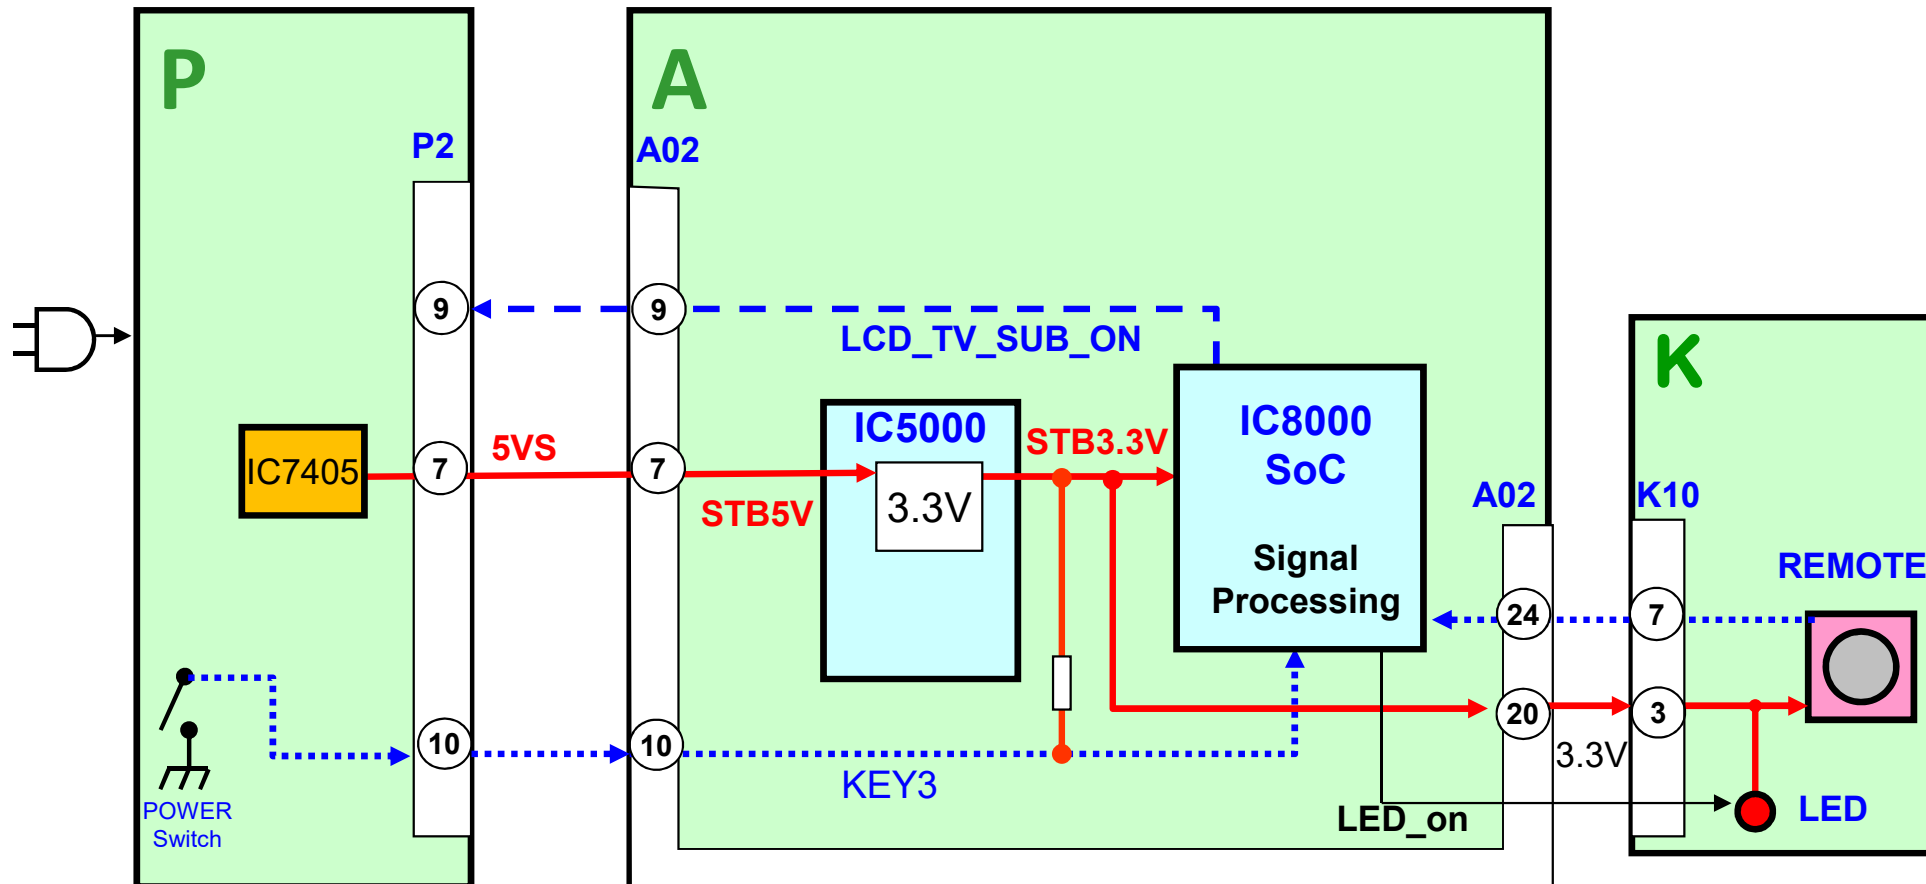 P
A
P2
A02
9
9
LCD_TV_SUB_ON
K
IC5000
IC8000
SoC
IC7405
7
5VS
7
STB5V
3.3V
STB3.3V
Signal
Processing
A02
K10
REMOTE
24
7
20
3
3.3V
10
10
KEY3
POWER
Switch
LED_on
LED